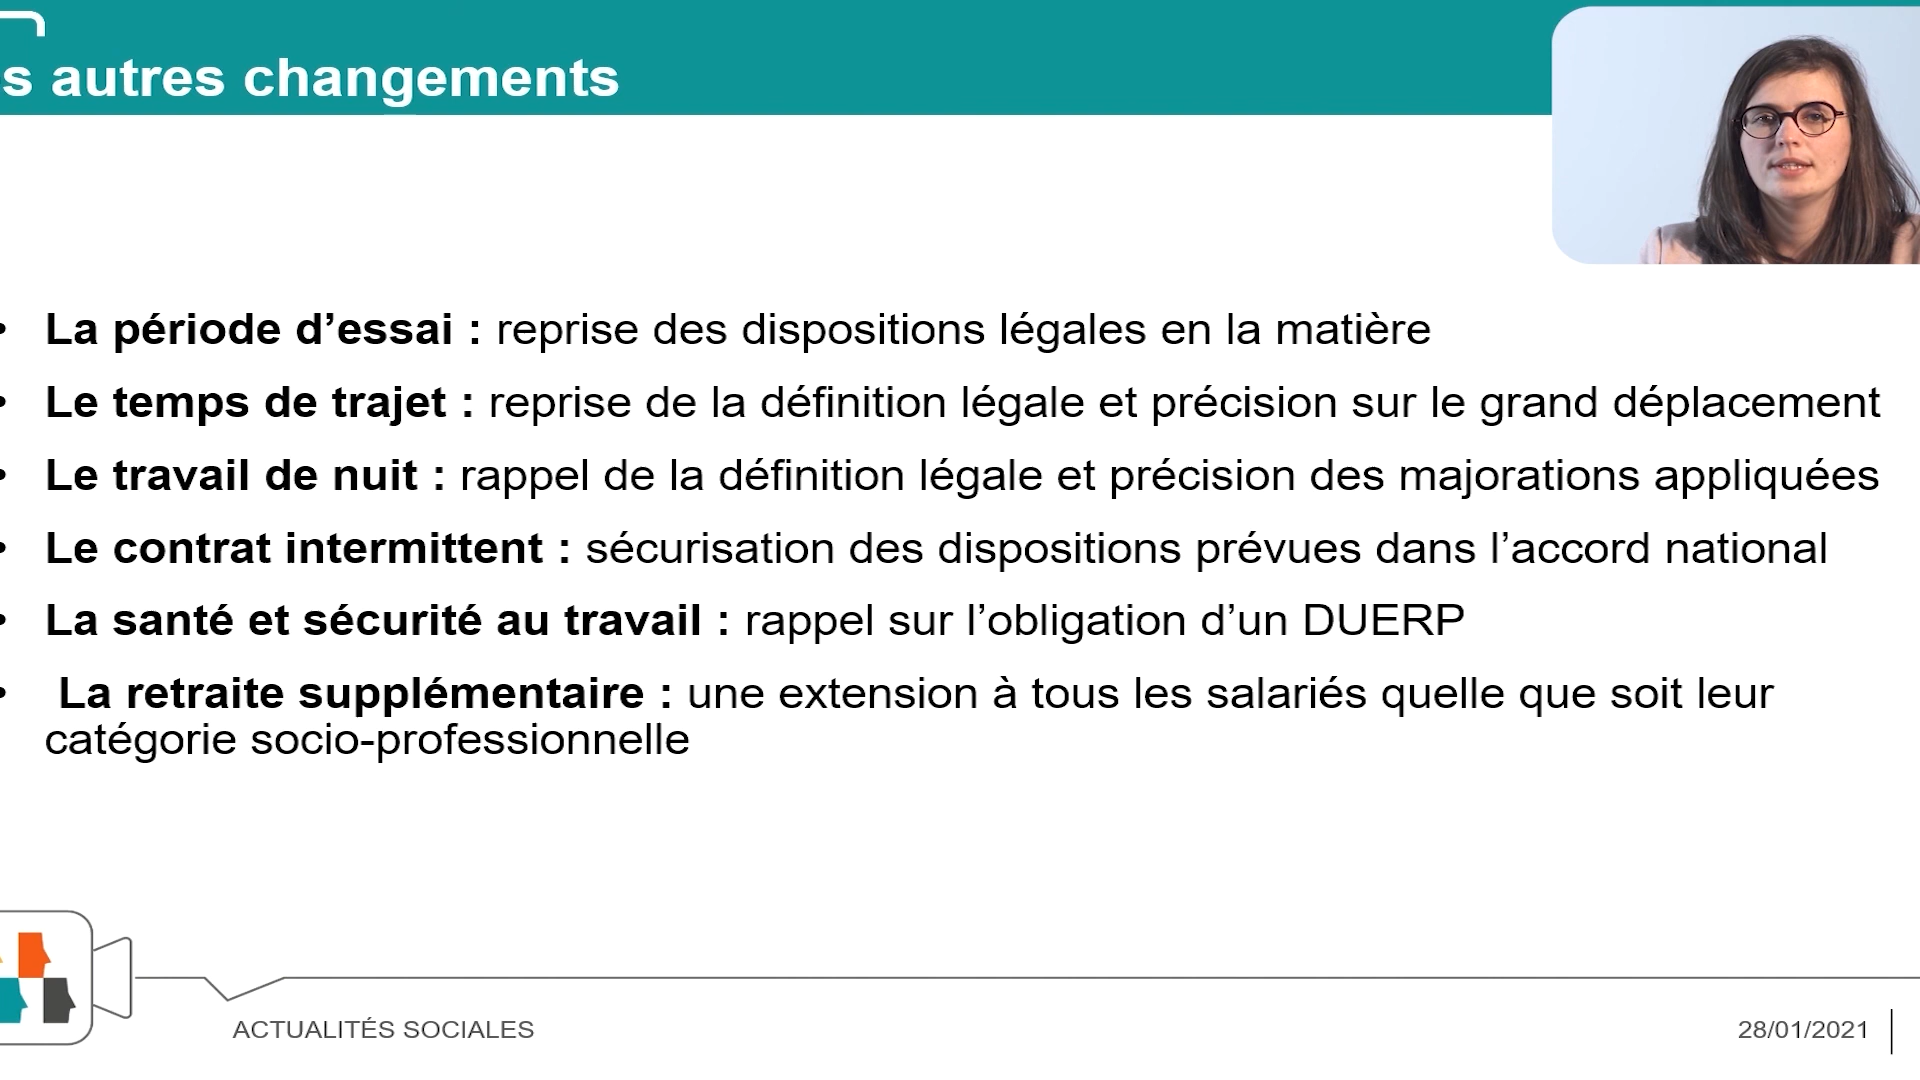 s autres changements
• La période d’essai : reprise des dispositions légales en la matière
• Le temps de trajet : reprise de la définition légale et précision sur le grand déplacement
• Le travail de nuit : rappel de la définition légale et précision des majorations appliquées
• Le contrat intermittent : sécurisation des dispositions prévues dans l’accord national
• La santé et sécurité au travail : rappel sur l’obligation d’un DUERP
• La retraite supplémentaire : une extension à tous les salariés quelle que soit leur
catégorie socio-professionnelle
ACTUALITÉS SOCIALES
28/01/2021